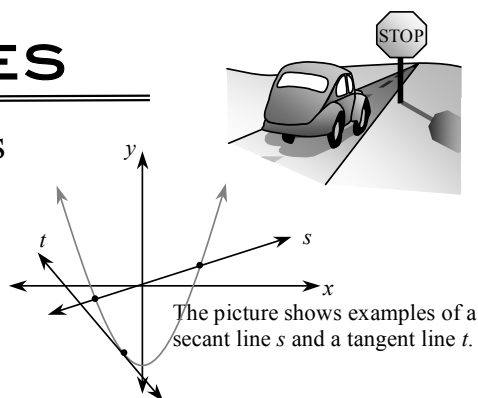 ES
STOP
s
y
t
s
x
The picture shows examples of a
secant line s and a tangent line t.